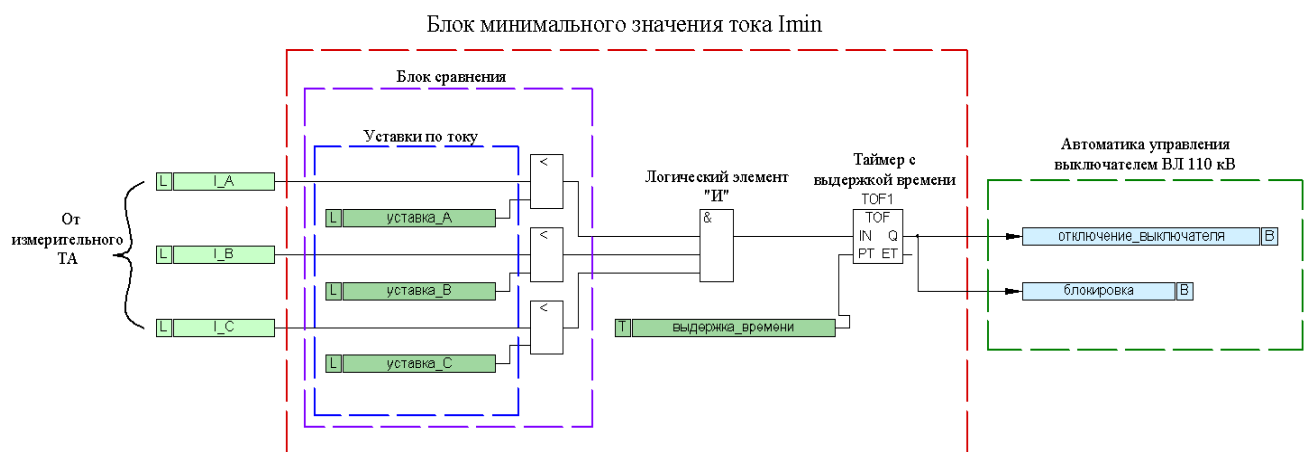 Блок минимального значения тока Imin
Блок сравнения
Уставки по току
Автоматика управления
выключателем ВЛ 110 кВ
Таймер с
выдержкой времени
Логический элемент
"И"
От
измерительного
ТА
L I_A
L I_B
L I_C
L уставка_A
L уставка_B
L уставка_C
<
<
<
&
TOF1
TOF
IN Q
PT ET
T выдержка_времени
отключение_выключателя B
блокировка B